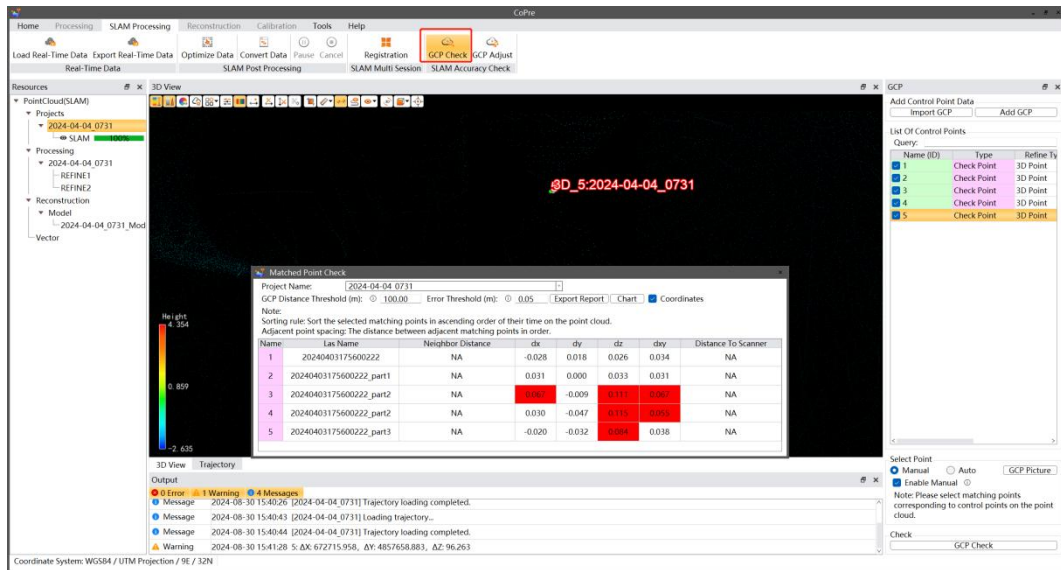 CoPre
Home Processing SLAM Processing Reconstruction Calibration Tools Help
Load Real-Time Data Export Real-Time Data Optimize Data Convert Data Pause Cancel Registration GCP Check GCP Adjust
Real-Time Data SLAM Post Processing SLAM Multi Session SLAM Accuracy Check
Resources
PointCloud(SLAM)
Projects
2024-04-04_0731
SLAM 100%
Processing
2024-04-04_0731
REFINE1
REFINE2
Reconstruction
Model
2024-04-04_0731_Mod
Vector
3D View
3D_5:2024-04-04_0731
Height
4.354
0.859
-2.635
Matched Point Check
Project Name: 2024-04-04_0731
GCP Distance Threshold (m): 100.00 Error Threshold (m): 0.05 Export Report Chart Coordinates
Note:
Sorting rule: Sort the selected matching points in ascending order of their time on the point cloud.
Adjacent point spacing: The distance between adjacent matching points in order.
Name Las Name Neighbor Distance dx dy dz dxy Distance To Scanner
1 20240403175600222 NA -0.028 0.018 0.026 0.034 NA
2 20240403175600222_part1 NA 0.031 0.000 0.033 0.031 NA
3 20240403175600222_part2 NA 0.067 -0.009 0.111 0.067 NA
4 20240403175600222_part2 NA 0.030 -0.047 0.115 0.055 NA
5 20240403175600222_part3 NA -0.020 -0.032 0.084 0.038 NA
3D View Trajectory
Output
0 Error 1 Warning 4 Messages
Message 2024-08-30 15:40:26 [2024-04-04_0731] Trajectory loading completed.
Message 2024-08-30 15:40:43 [2024-04-04_0731] Loading trajectory...
Message 2024-08-30 15:40:44 [2024-04-04_0731] Trajectory loading completed.
Warning 2024-08-30 15:41:28 5: ΔX: 672715.958, ΔY: 4857658.883, ΔZ: 96.263
GCP
Add Control Point Data
Import GCP Add GCP
List Of Control Points
Query:
Name (ID) Type Refine Ty
1 Check Point 3D Point
2 Check Point 3D Point
3 Check Point 3D Point
4 Check Point 3D Point
5 Check Point 3D Point
Select Point
Manual Auto GCP Picture
Enable Manual
Note: Please select matching points
corresponding to control points on the point
cloud.
Check
GCP Check
Coordinate System: WGS84 / UTM Projection / 9E / 32N